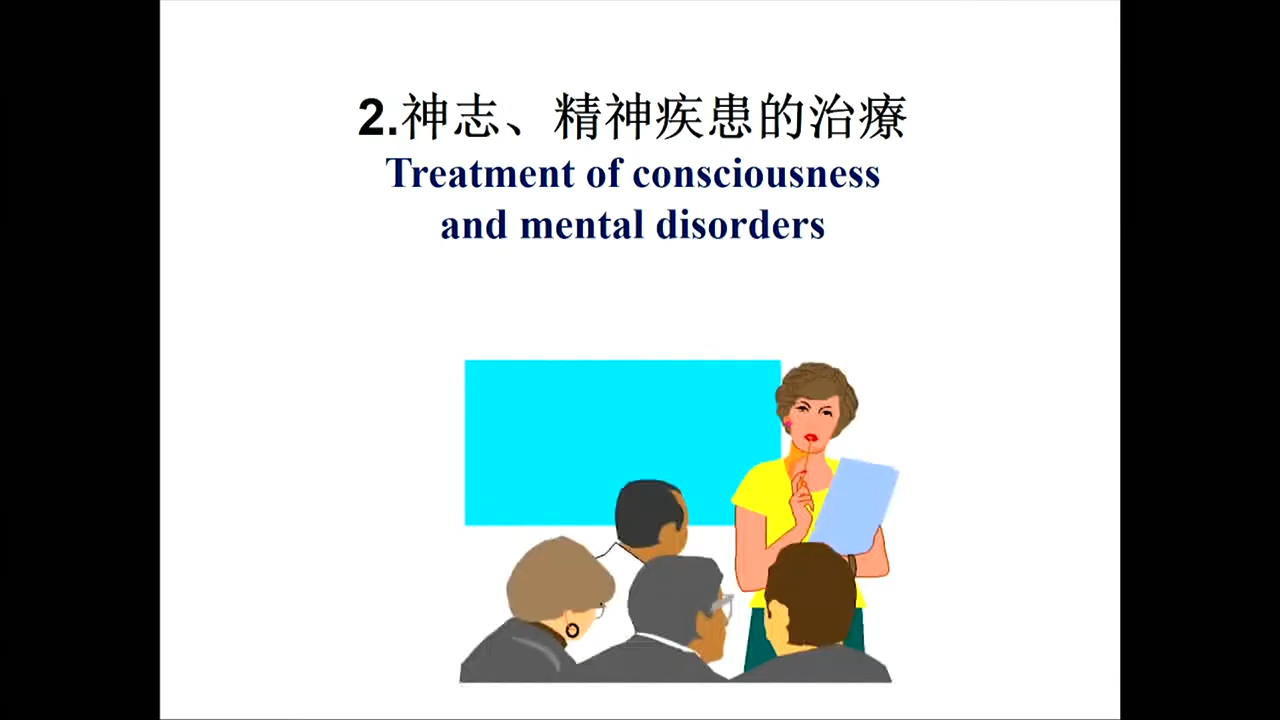 2.神志、精神疾患的治療
Treatment of consciousness
and mental disorders